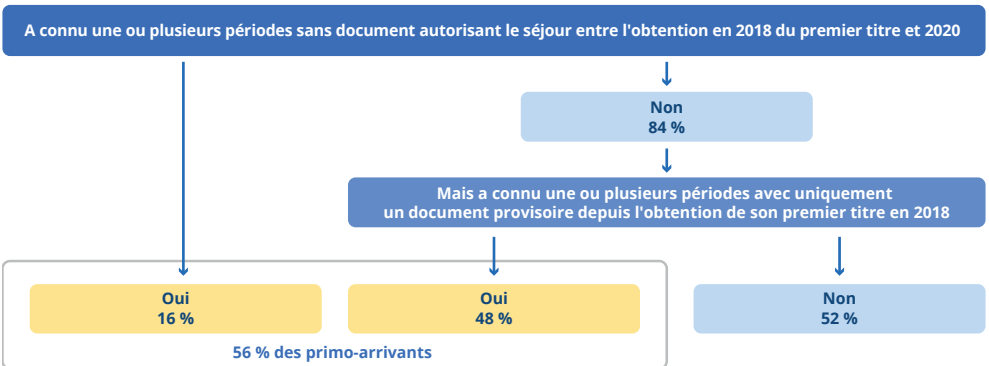 A connu une ou plusieurs périodes sans document autorisant le séjour entre l'obtention en 2018 du premier titre et 2020
Non
84 %
Mais a connu une ou plusieurs périodes avec uniquement
un document provisoire depuis l'obtention de son premier titre en 2018
Oui
16 %
Oui
48 %
Non
52 %
56 % des primo-arrivants